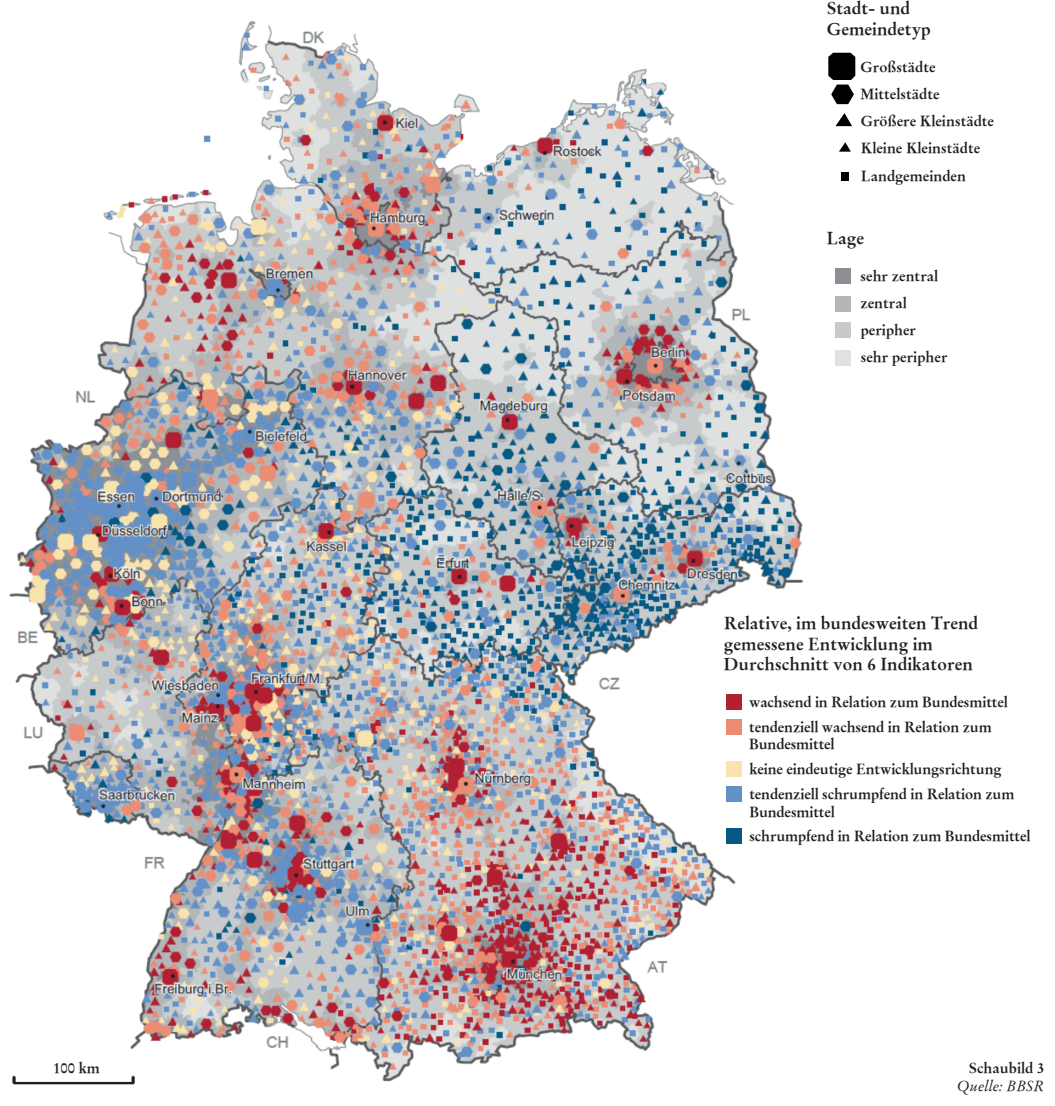 Stadt- und
Gemeindetyp
Großstädte
Mittelstädte
Größere Kleinstädte
Kleine Kleinstädte
Landgemeinden
Lage
sehr zentral
zentral
peripher
sehr peripher
DK
Kiel
Rostock
Hamburg
Schwerin
Bremen
PL
Berlin
Hannover
Potsdam
NL
Magdeburg
Bielefeld
Cottbus
Essen
Dortmund
Halle/S.
Düsseldorf
Leipzig
Kassel
Erfurt
Dresden
Köln
Chemnitz
Bonn
BE
Relative, im bundesweiten Trend
gemessene Entwicklung im
Durchschnitt von 6 Indikatoren
Wiesbaden
Frankfurt/M.
CZ
Mainz
wachsend in Relation zum Bundesmittel
LU
tendenziell wachsend in Relation zum
Bundesmittel
keine eindeutige Entwicklungsrichtung
Nürnberg
Mannheim
Saarbrücken
tendenziell schrumpfend in Relation zum
Bundesmittel
schrumpfend in Relation zum Bundesmittel
FR
Stuttgart
Ulm
AT
München
Freiburg i.Br.
CH
100 km
Schaubild 3
Quelle: BBSR